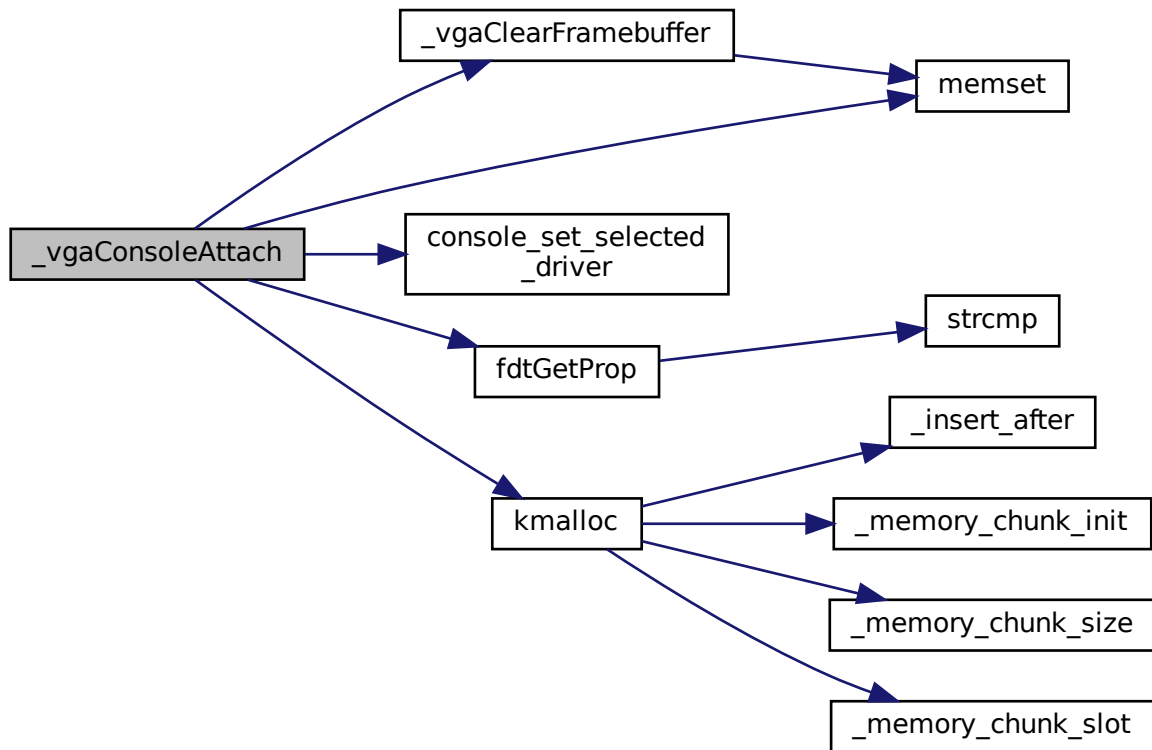 _vgaClearFramebuffer
memset
_vgaConsoleAttach
console_set_selected
_driver
strcmp
fdtGetProp
_insert_after
kmalloc
_memory_chunk_init
_memory_chunk_size
_memory_chunk_slot